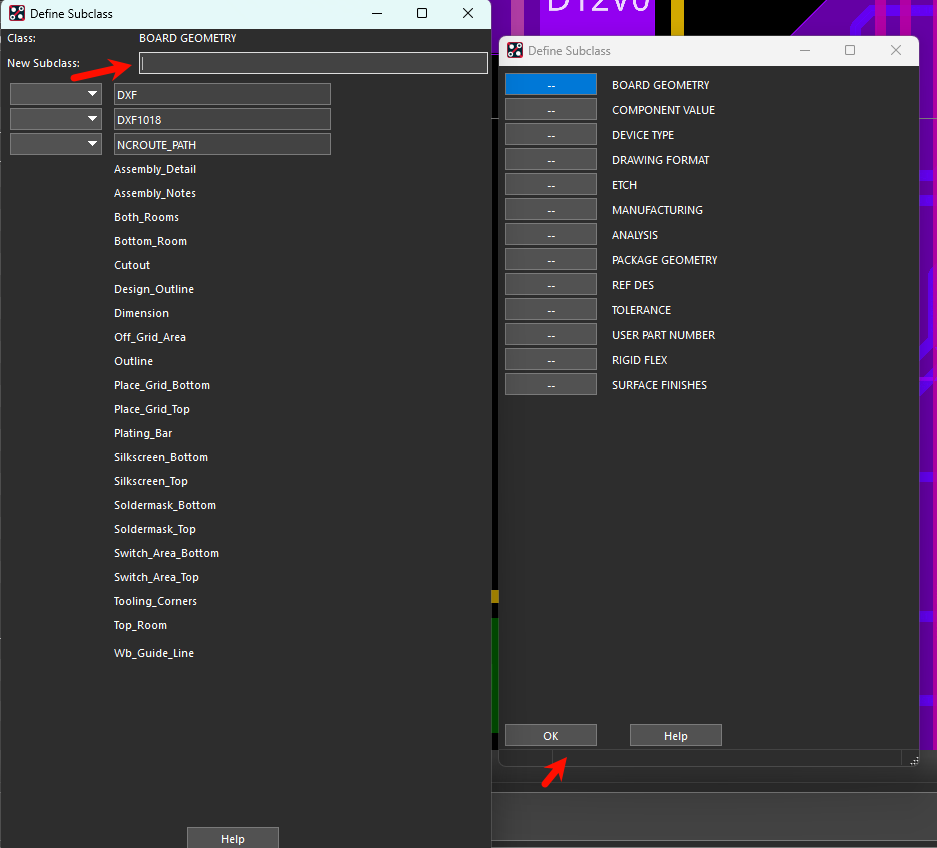 Define Subclass
Class: BOARD GEOMETRY
New Subclass:
DXF
DXF1018
NCROUTE_PATH
Assembly_Detail
Assembly_Notes
Both_Rooms
Bottom_Room
Cutout
Design_Outline
Dimension
Off_Grid_Area
Outline
Place_Grid_Bottom
Place_Grid_Top
Plating_Bar
Silkscreen_Bottom
Silkscreen_Top
Soldermask_Bottom
Soldermask_Top
Switch_Area_Bottom
Switch_Area_Top
Tooling_Corners
Top_Room
Wb_Guide_Line
Help
D12V0
Define Subclass
-- BOARD GEOMETRY
-- COMPONENT VALUE
-- DEVICE TYPE
-- DRAWING FORMAT
-- ETCH
-- MANUFACTURING
-- ANALYSIS
-- PACKAGE GEOMETRY
-- REF DES
-- TOLERANCE
-- USER PART NUMBER
-- RIGID FLEX
-- SURFACE FINISHES
OK Help